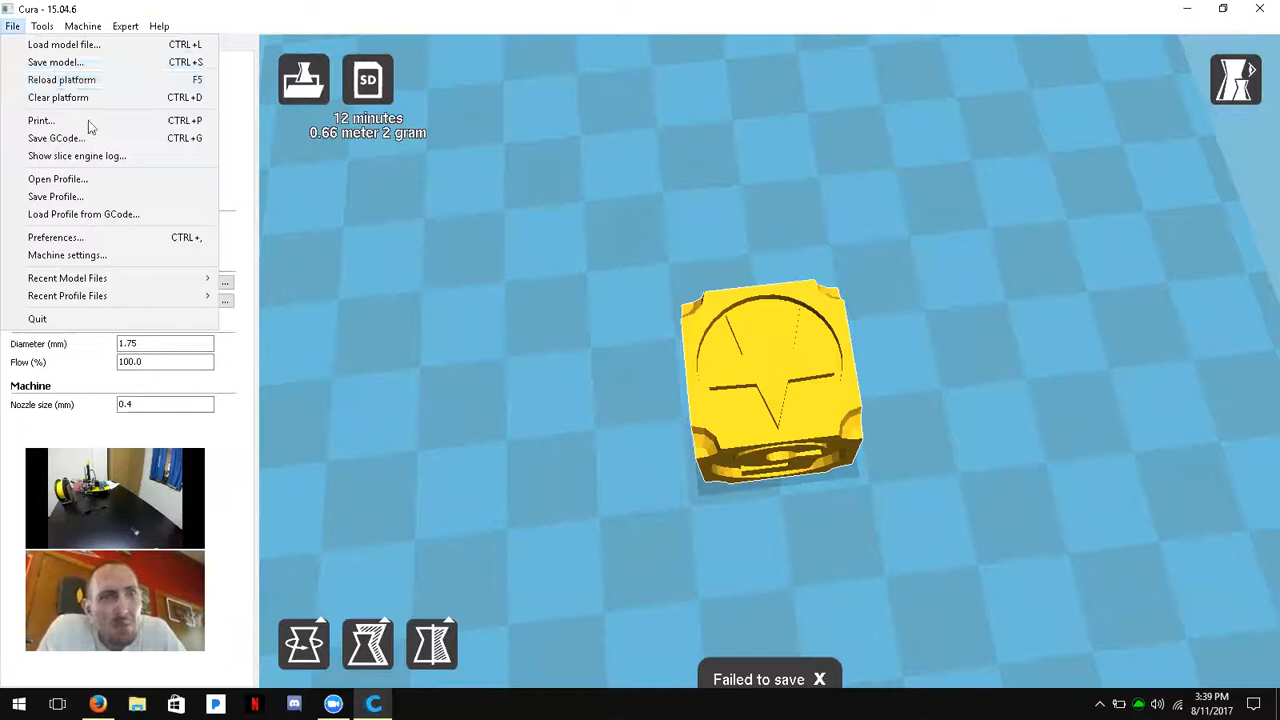 Cura - 15.04.6
File Tools Machine Expert Help
Load model file... CTRL+L
Save model... CTRL+S
Reload platform F5
Clear platform CTRL+D
Print... CTRL+P
Save GCode... CTRL+G
Show slice engine log...
Open Profile...
Save Profile...
Load Profile from GCode...
Preferences... CTRL+,
Machine settings...
Recent Model Files
Recent Profile Files
Quit
...
...
Diameter (mm) 1.75
Flow (%) 100.0
Machine
Nozzle size (mm) 0.4
SD
12 minutes
0.66 meter 2 gram
Failed to save X
3:39 PM
8/11/2017